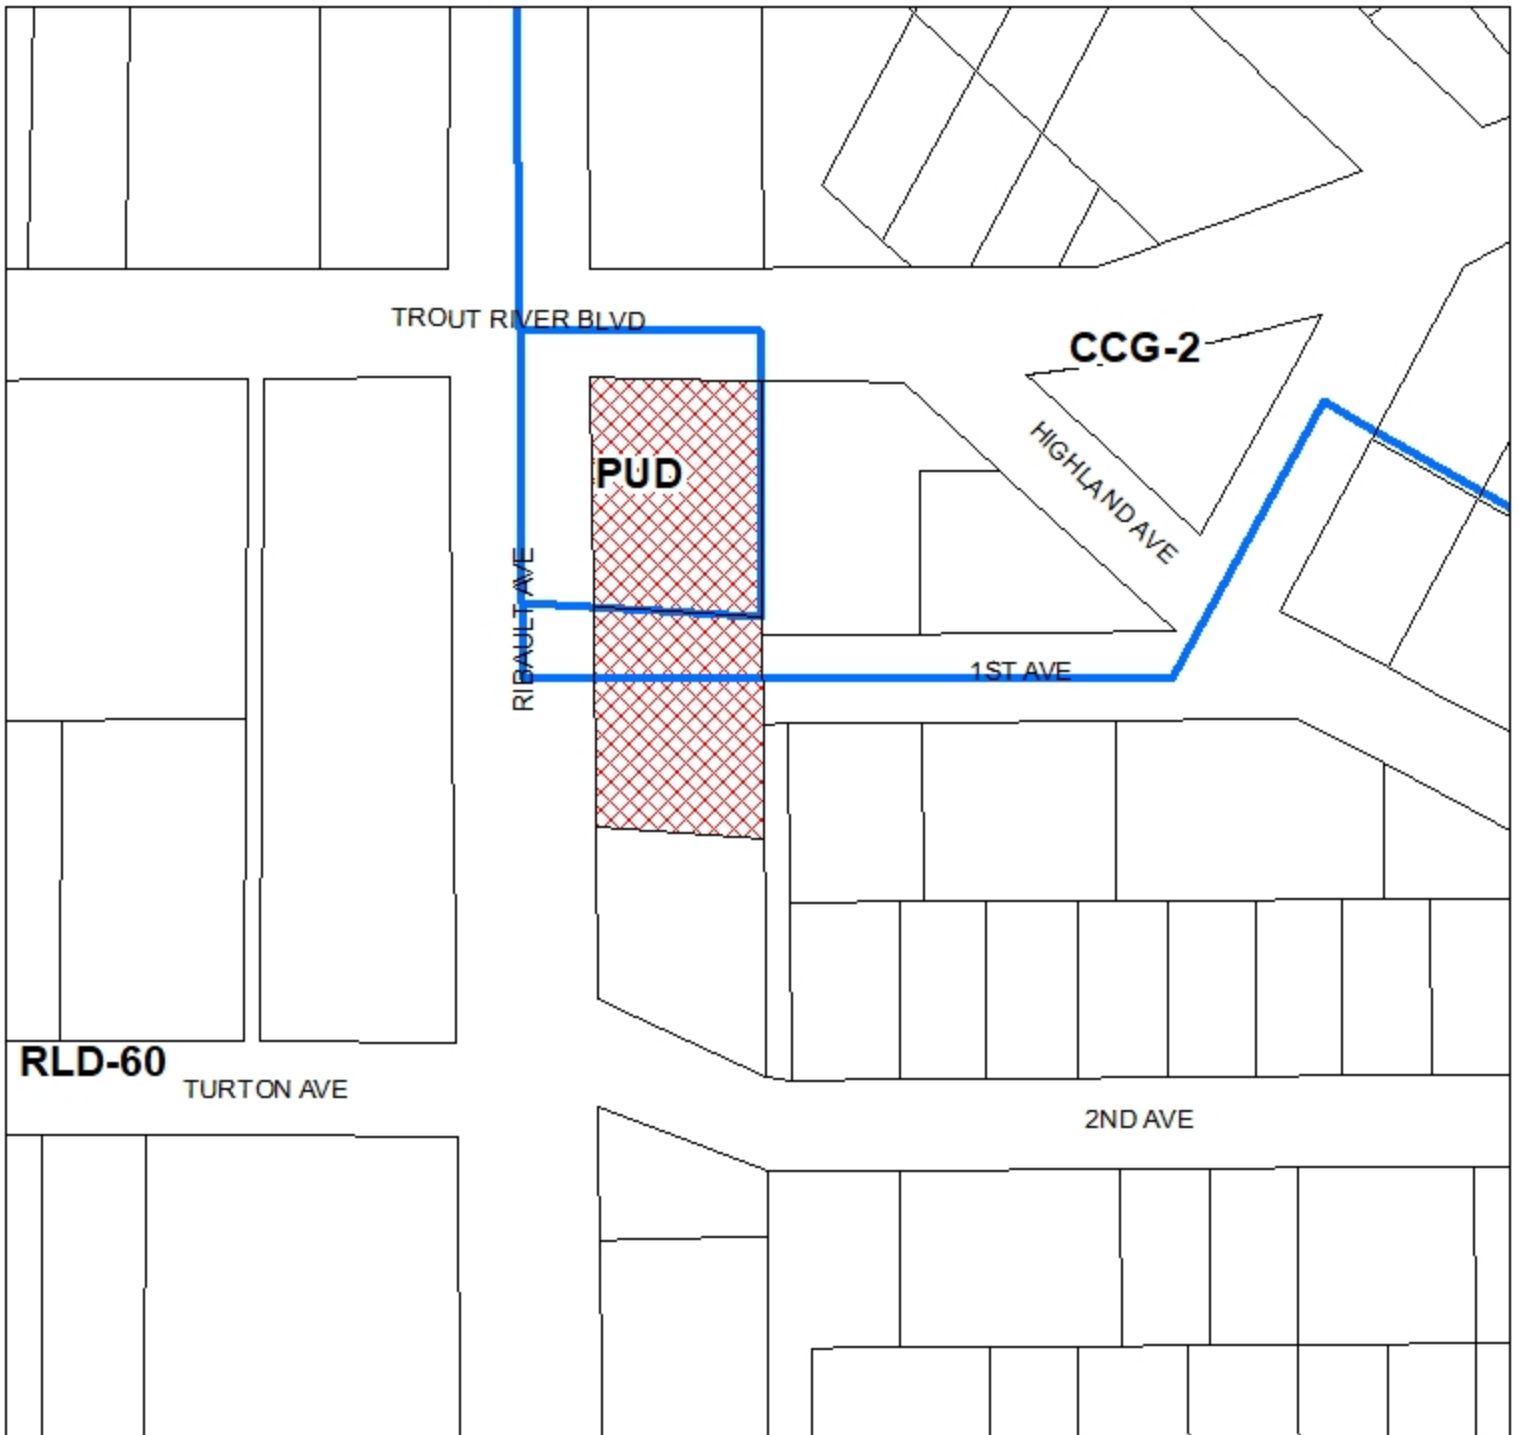 TROUT RIVER BLVD
CCG-2
PUD
HIGHLAND AVE
RIBAULT AVE
1ST AVE
RLD-60
TURTON AVE
2ND AVE